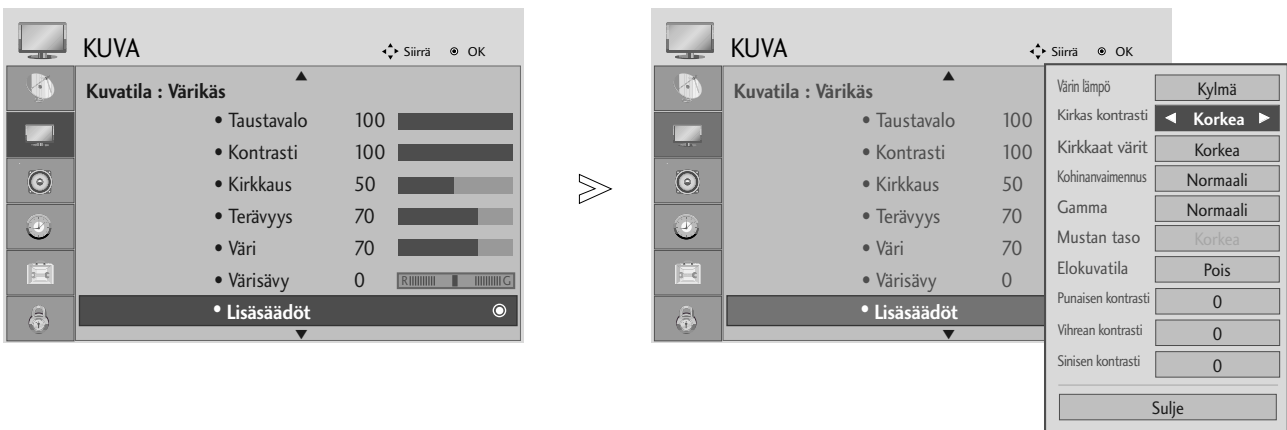 KUVA
Siirrä OK
Kuvatila : Värikäs
• Taustavalo 100
• Kontrasti 100
• Kirkkaus 50
• Terävyys 70
• Väri 70
• Värisävy 0 R G
• Lisäsäädöt
KUVA
Siirrä OK
Kuvatila : Värikäs
• Taustavalo 100
• Kontrasti 100
• Kirkkaus 50
• Terävyys 70
• Väri 70
• Värisävy 0
• Lisäsäädöt
Värin lämpö Kylmä
Kirkas kontrasti Korkea
Kirkkaat värit Korkea
Kohinanvaimennus Normaali
Gamma Normaali
Mustan taso Korkea
Elokuvatila Pois
Punaisen kontrasti 0
Vihrean kontrasti 0
Sinisen kontrasti 0
Sulje